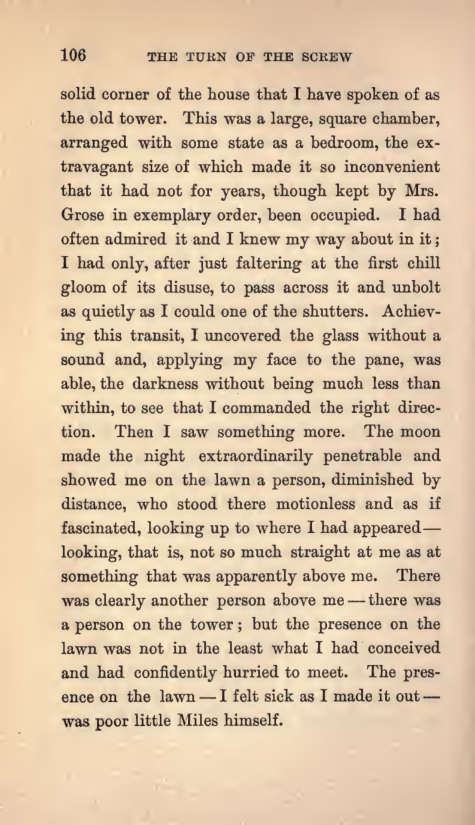 106 THE TURN OF THE SCREW
solid corner of the house that I have spoken of as
the old tower. This was a large, square chamber,
arranged with some state as a bedroom, the ex-
travagant size of which made it so inconvenient
that it had not for years, though kept by Mrs.
Grose in exemplary order, been occupied. I had
often admired it and I knew my way about in it;
I had only, after just faltering at the first chill
gloom of its disuse, to pass across it and unbolt
as quietly as I could one of the shutters. Achiev-
ing this transit, I uncovered the glass without a
sound and, applying my face to the pane, was
able, the darkness without being much less than
within, to see that I commanded the right direc-
tion. Then I saw something more. The moon
made the night extraordinarily penetrable and
showed me on the lawn a person, diminished by
distance, who stood there motionless and as if
fascinated, looking up to where I had appeared—
looking, that is, not so much straight at me as at
something that was apparently above me. There
was clearly another person above me — there was
a person on the tower; but the presence on the
lawn was not in the least what I had conceived
and had confidently hurried to meet. The pres-
ence on the lawn — I felt sick as I made it out —
was poor little Miles himself.